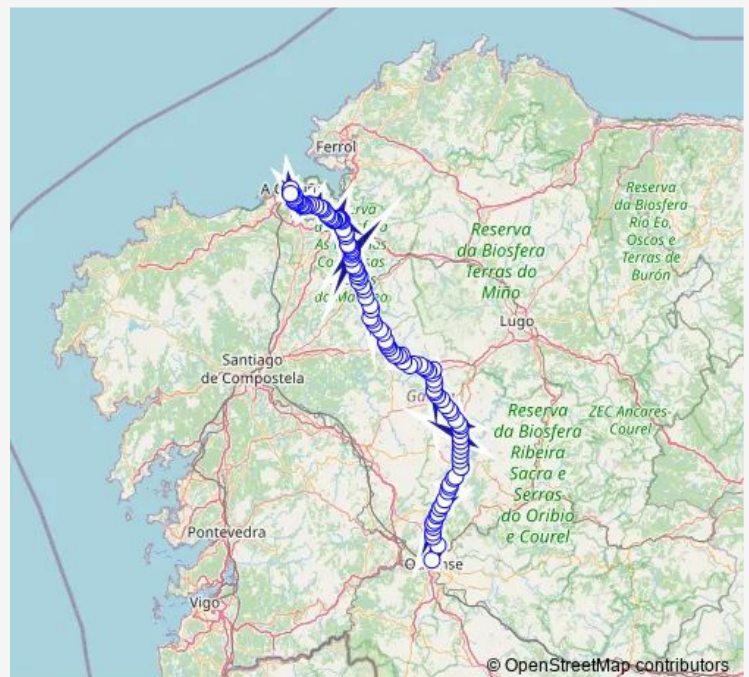 Ferrol
Reserva
da Biosfera
Río Eo,
Oscos e
Terras de
Burón
Reserva
da Biosfera
Terras do
Miño
Lugo
Santiago
de Compostela
Reserva
da Biosfera
Ribeira
Sacra e
Serras
do Oribio
e Courel
ZEC Ancares-
Courel
Pontevedra
Vigo
© OpenStreetMap contributors